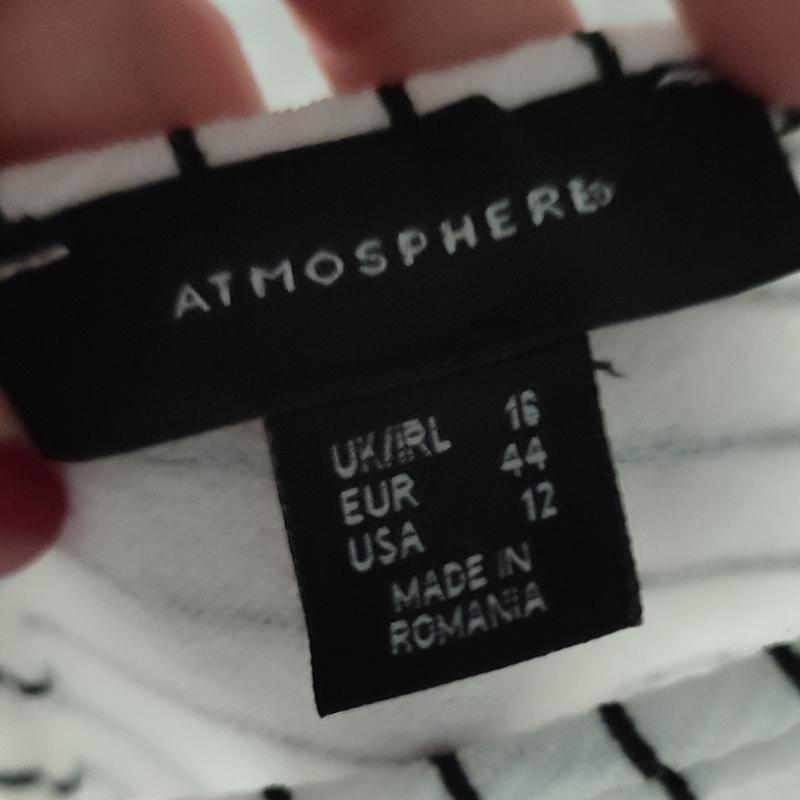 ATMOSPHERE
UK/IRL 16
EUR 44
USA 12
MADE IN
ROMANIA